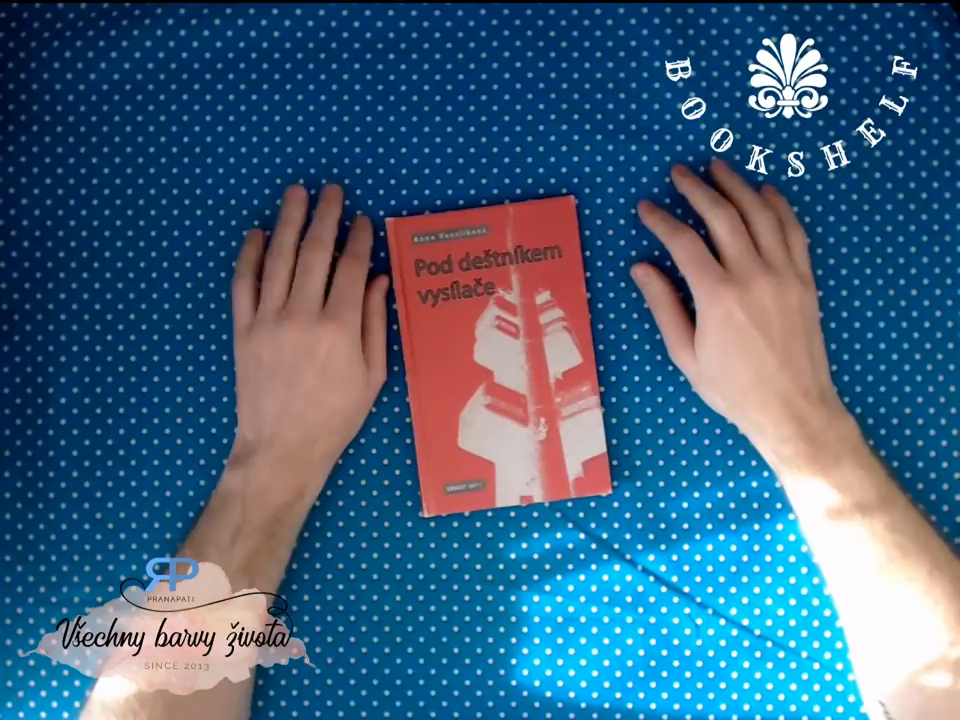 BOOKSHELF
Pod deštníkem
vysílače
PRANAPATI
Všechny barvy života
SINCE 2013